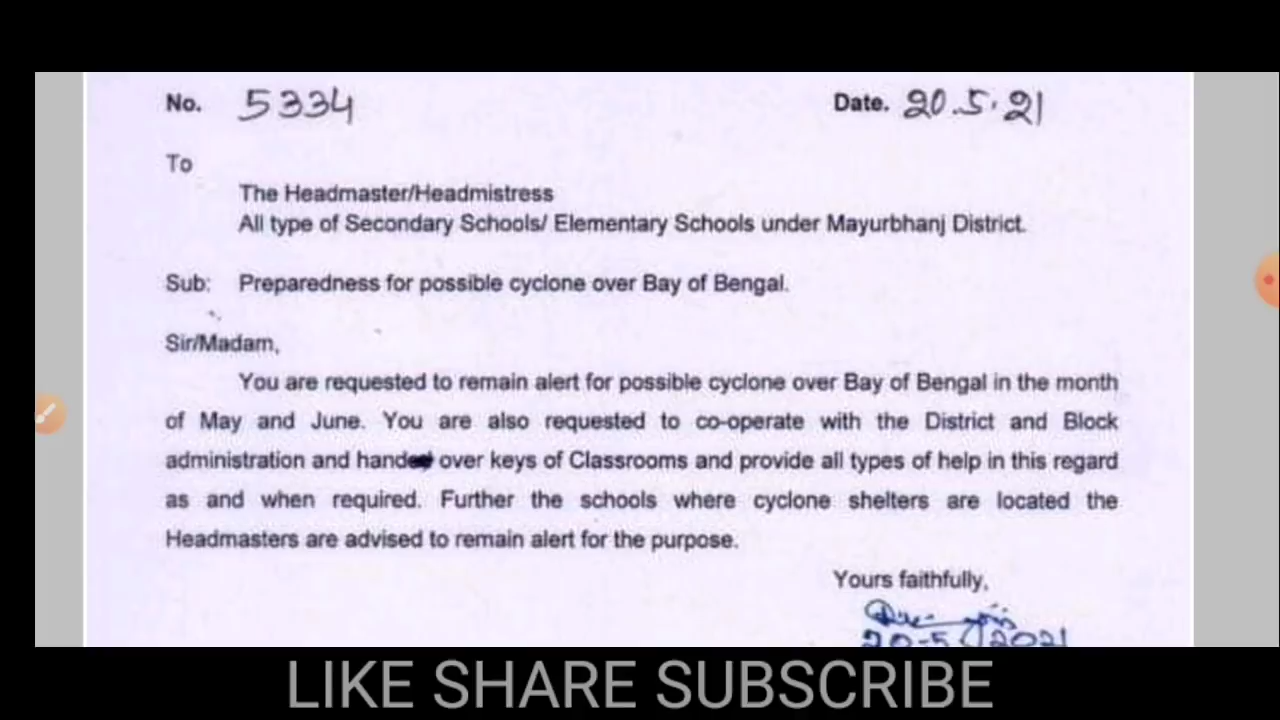 No. 5334 Date. 20.5.21
To
The Headmaster/Headmistress
All type of Secondary Schools/ Elementary Schools under Mayurbhanj District.
Sub: Preparedness for possible cyclone over Bay of Bengal.
Sir/Madam,
You are requested to remain alert for possible cyclone over Bay of Bengal in the month
of May and June. You are also requested to co-operate with the District and Block
administration and hand over keys of Classrooms and provide all types of help in this regard
as and when required. Further the schools where cyclone shelters are located the
Headmasters are advised to remain alert for the purpose.
Yours faithfully,
20-5-2021
LIKE SHARE SUBSCRIBE